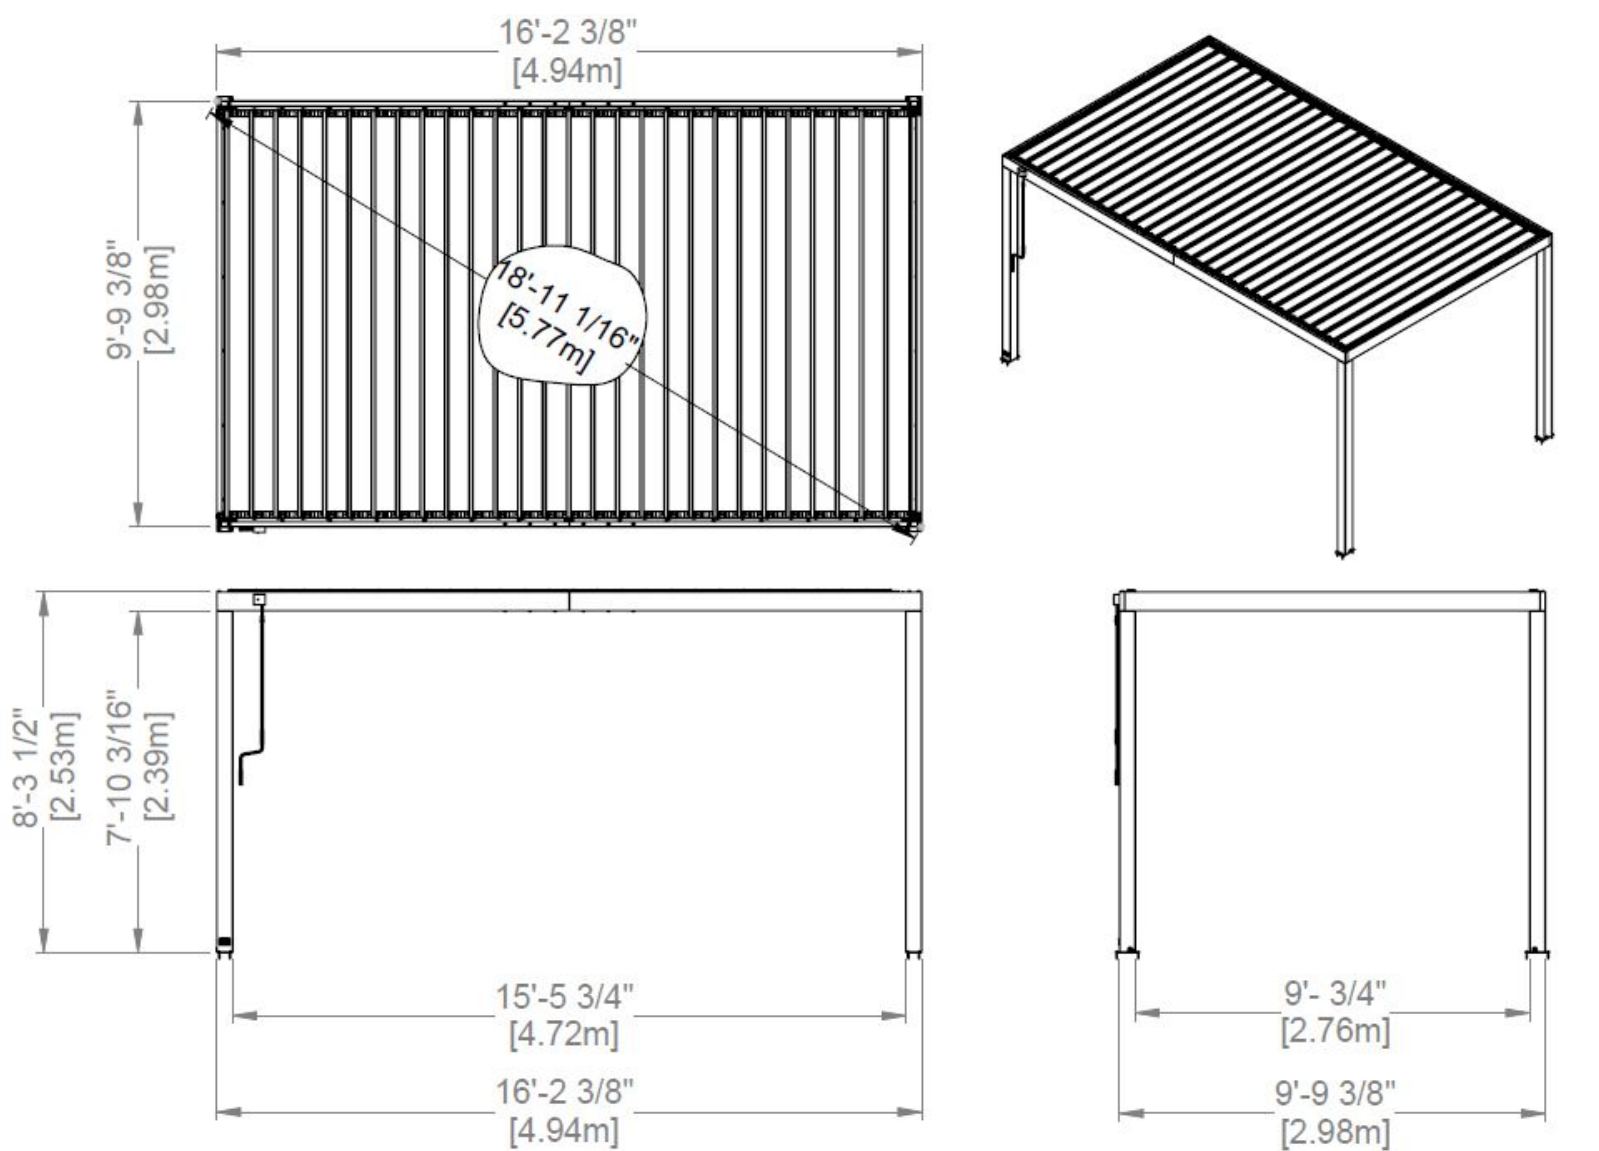 16'-2 3/8"
[4.94m]
9'-9 3/8"
[2.98m]
18'-11 1/16"
[5.77m]
8'-3 1/2"
[2.53m]
7'-10 3/16"
[2.39m]
15'-5 3/4"
[4.72m]
16'-2 3/8"
[4.94m]
9'- 3/4"
[2.76m]
9'-9 3/8"
[2.98m]